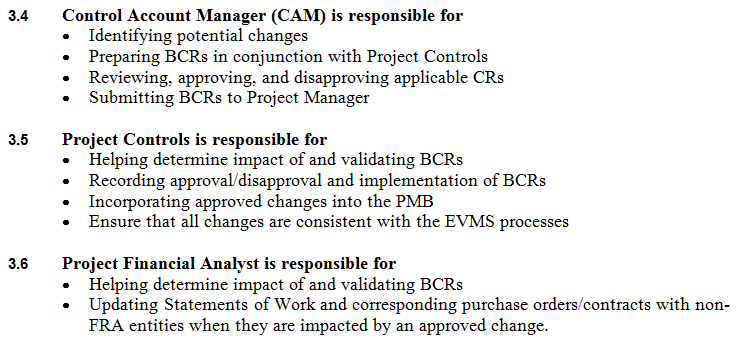 3.4 Control Account Manager (CAM) is responsible for
• Identifying potential changes
• Preparing BCRs in conjunction with Project Controls
• Reviewing, approving, and disapproving applicable CRs
• Submitting BCRs to Project Manager
3.5 Project Controls is responsible for
• Helping determine impact of and validating BCRs
• Recording approval/disapproval and implementation of BCRs
• Incorporating approved changes into the PMB
• Ensure that all changes are consistent with the EVMS processes
3.6 Project Financial Analyst is responsible for
• Helping determine impact of and validating BCRs
• Updating Statements of Work and corresponding purchase orders/contracts with non-
FRA entities when they are impacted by an approved change.